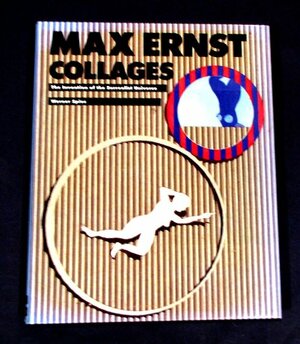 MAX ERNST
COLLAGES
The Invention of the Surrealist Universe
Werner Spies